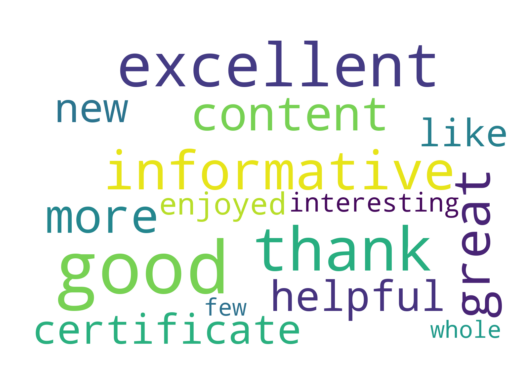 excellent
new
content
like
informative
great
more
enjoyed
interesting
good
thank
helpful
few
certificate
whole